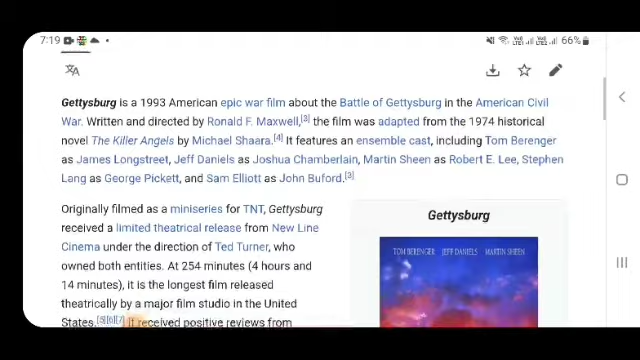 7:19 66%
Gettysburg is a 1993 American epic war film about the Battle of Gettysburg in the American Civil
War. Written and directed by Ronald F. Maxwell,[3] the film was adapted from the 1974 historical
novel The Killer Angels by Michael Shaara.[4] It features an ensemble cast, including Tom Berenger
as James Longstreet, Jeff Daniels as Joshua Chamberlain, Martin Sheen as Robert E. Lee, Stephen
Lang as George Pickett, and Sam Elliott as John Buford.[3]
Originally filmed as a miniseries for TNT, Gettysburg
received a limited theatrical release from New Line
Cinema under the direction of Ted Turner, who
owned both entities. At 254 minutes (4 hours and
14 minutes), it is the longest film released
theatrically by a major film studio in the United
States.[5][6][7] It received positive reviews from
Gettysburg
TOM BERENGER JEFF DANIELS MARTIN SHEEN